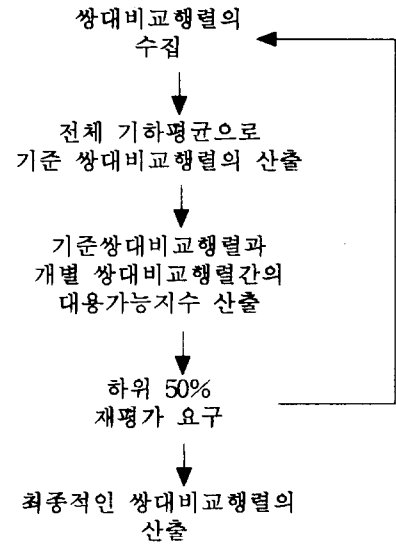 쌍대비교행렬의
수집
전체 기하평균으로
기준 쌍대비교행렬의 산출
기준쌍대비교행렬과
개별 쌍대비교행렬간의
대용가능지수 산출
하위 50%
재평가 요구
최종적인 쌍대비교행렬의
산출